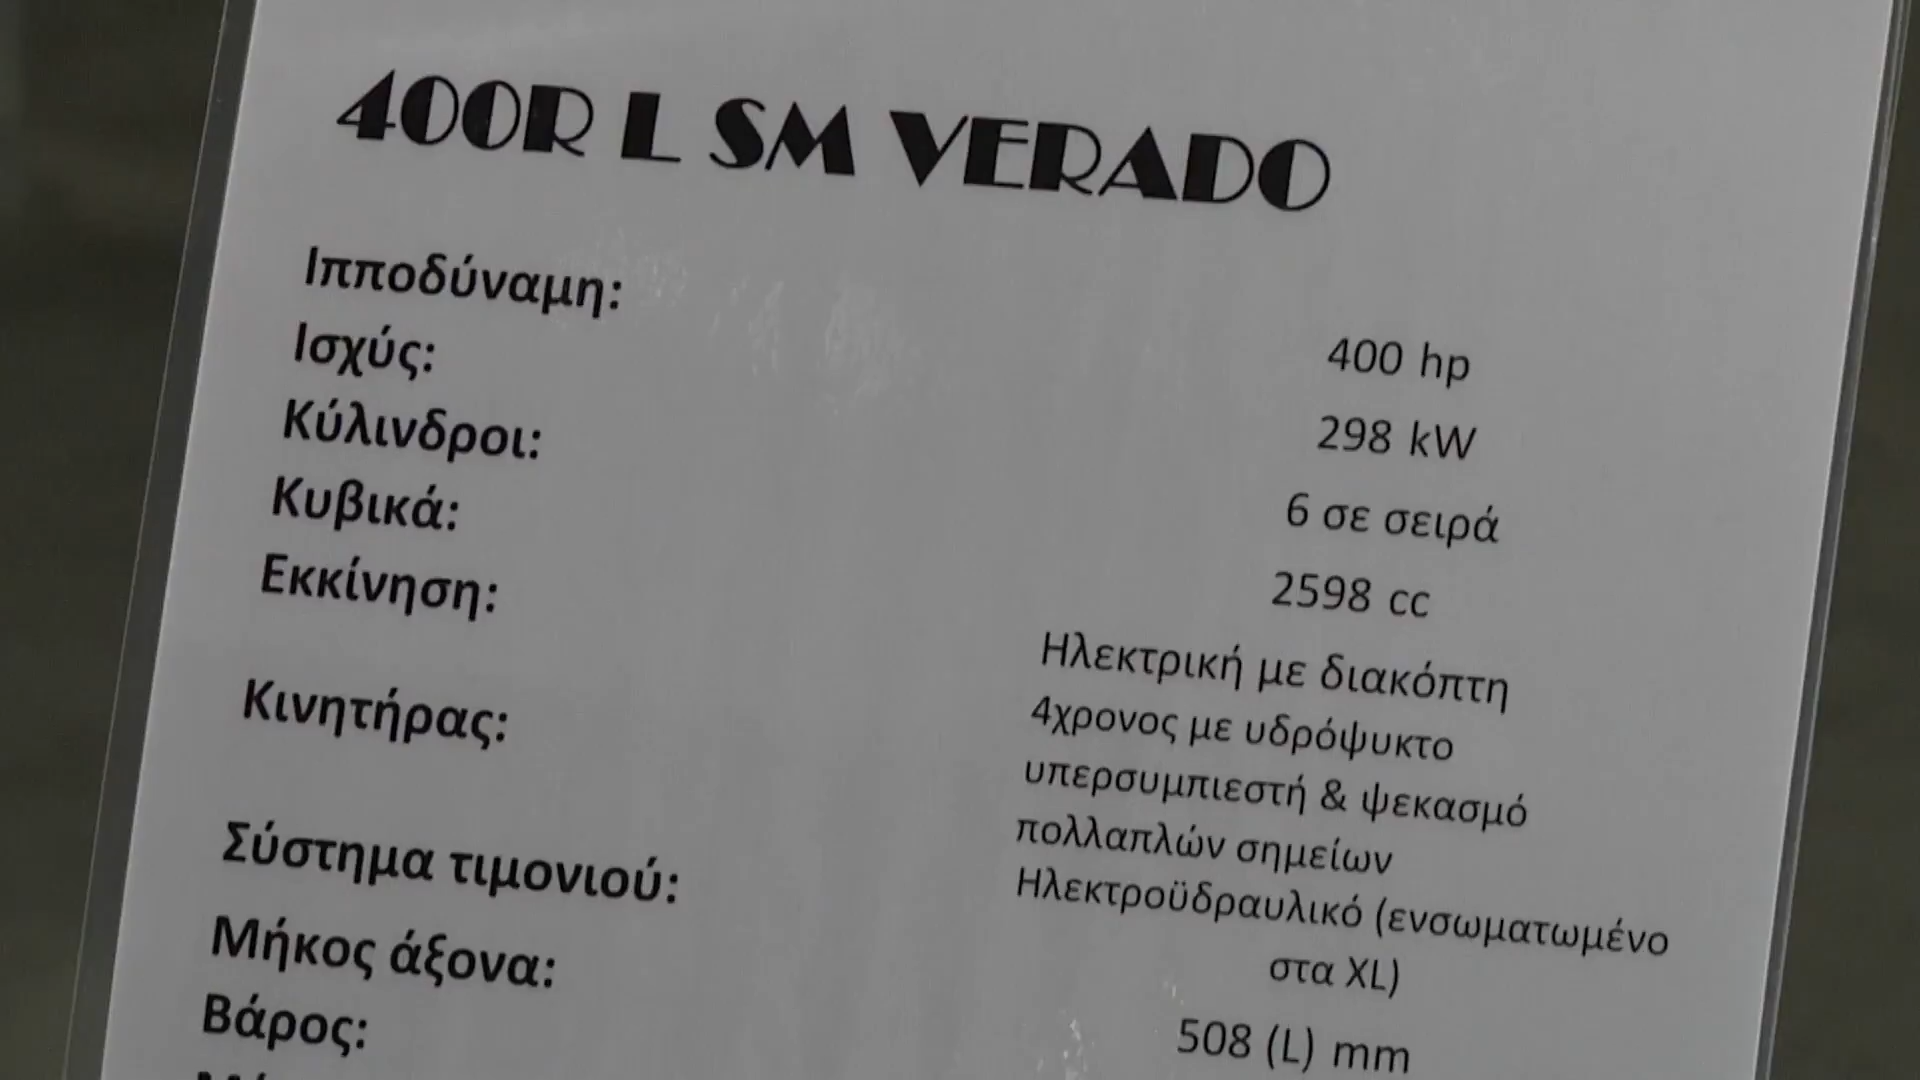 400R L SM VERADO
Ιπποδύναμη:
400 hp
Ισχύς:
298 kW
Κύλινδροι:
6 σε σειρά
Κυβικά:
2598 cc
Εκκίνηση:
Ηλεκτρική με διακόπτη
Κινητήρας:
4χρονος με υδρόψυκτο
υπερσυμπιεστή & ψεκασμό
πολλαπλών σημείων
Σύστημα τιμονιού:
Ηλεκτροϋδραυλικό (ενσωματωμένο
στα XL)
Μήκος άξονα:
508 (L) mm
Βάρος: